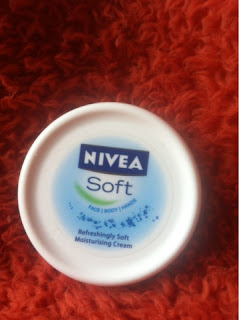 NIVEA
Soft
FACE | BODY | HANDS
Refreshingly Soft
Moisturising Cream